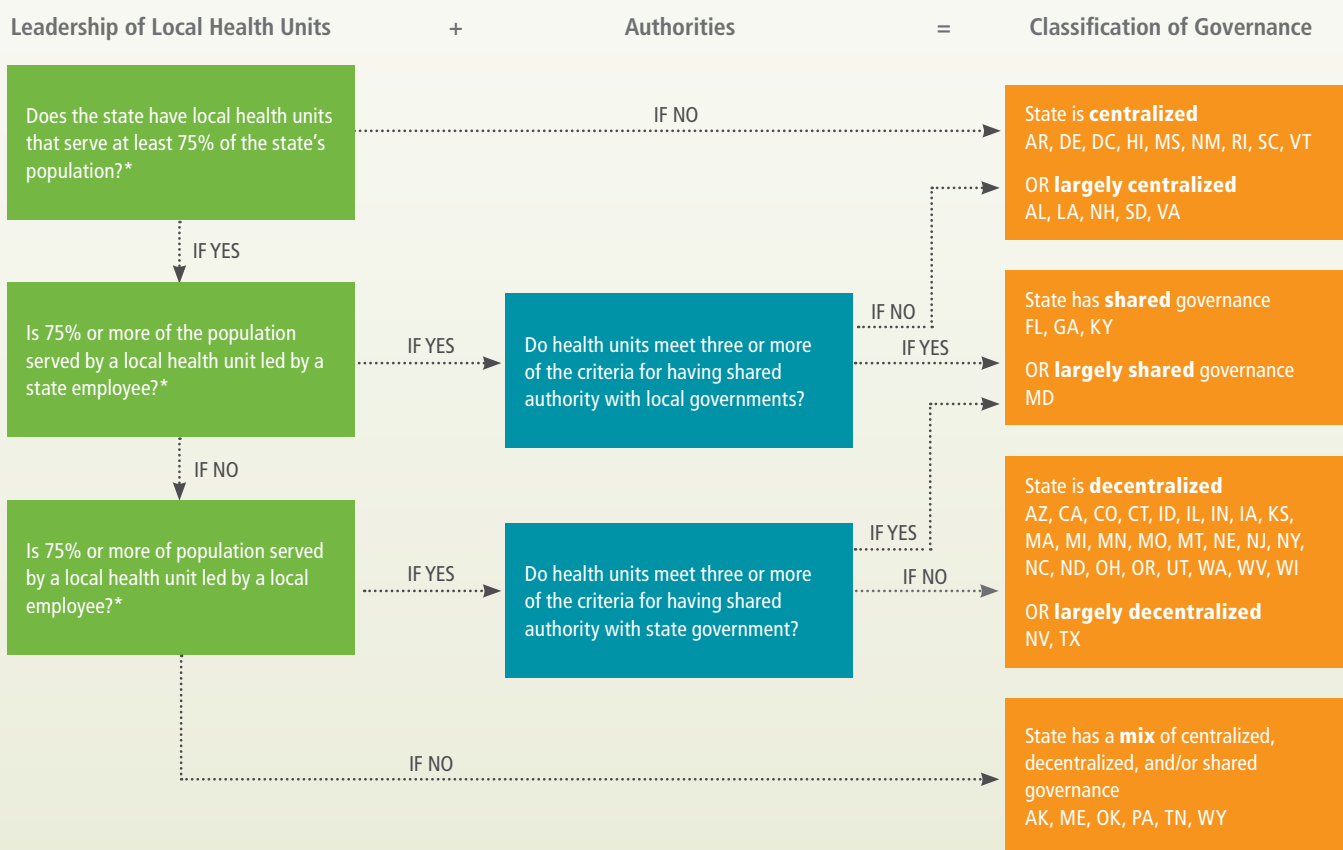 Leadership of Local Health Units + Authorities = Classification of Governance
Does the state have local health units
that serve at least 75% of the state's
population?*
IF NO
State is centralized
AR, DE, DC, HI, MS, NM, RI, SC, VT
OR largely centralized
AL, LA, NH, SD, VA
IF YES
Is 75% or more of the population
served by a local health unit led by a
state employee?*
IF YES
Do health units meet three or more
of the criteria for having shared
authority with local governments?
IF NO
IF YES
State has shared governance
FL, GA, KY
OR largely shared governance
MD
IF NO
Is 75% or more of population served
by a local health unit led by a local
employee?*
IF YES
Do health units meet three or more
of the criteria for having shared
authority with state government?
IF YES
IF NO
State is decentralized
AZ, CA, CO, CT, ID, IL, IN, IA, KS,
MA, MI, MN, MO, MT, NE, NJ, NY,
NC, ND, OH, OR, UT, WA, WV, WI
OR largely decentralized
NV, TX
IF NO
State has a mix of centralized,
decentralized, and/or shared
governance
AK, ME, OK, PA, TN, WY